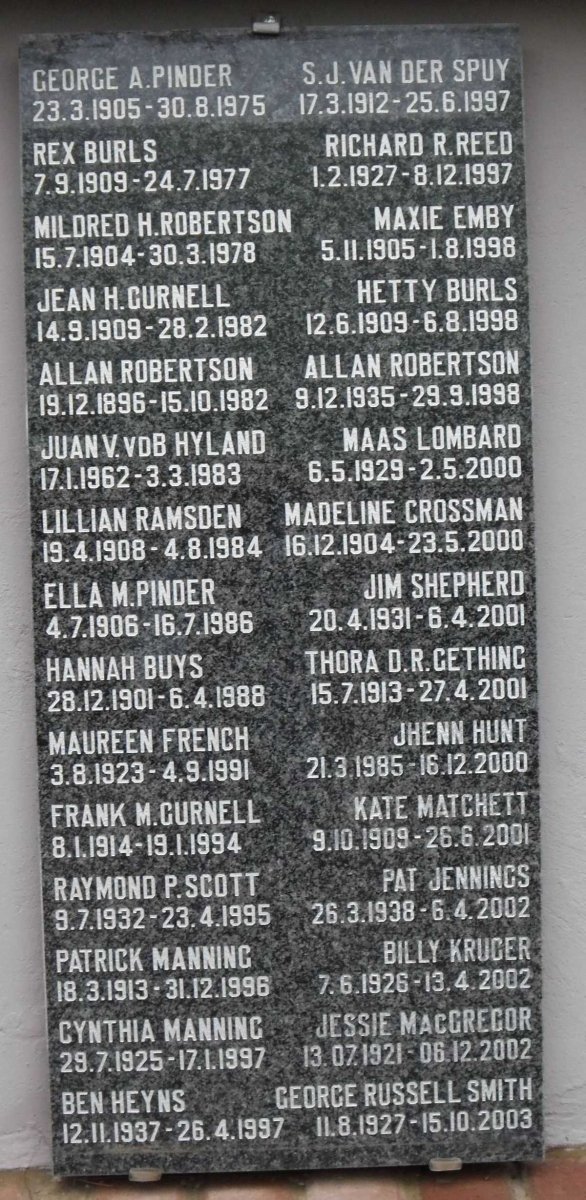 GEORGE A.PINDER
23.3.1905-30.8.1975
REX BURLS
7.9.1909-24.7.1977
MILDRED H.ROBERTSON
15.7.1904-30.3.1978
JEAN H.GURNELL
14.9.1909-28.2.1982
ALLAN ROBERTSON
19.12.1896-15.10.1982
JUAN V.VDB HYLAND
17.1.1962-3.3.1983
LILLIAN RAMSDEN
19.4.1908-4.8.1984
ELLA M.PINDER
4.7.1906-16.7.1986
HANNAH BUYS
28.12.1901-6.4.1988
MAUREEN FRENCH
3.8.1923-4.9.1991
FRANK M.GURNELL
8.1.1914-19.1.1994
RAYMOND P.SCOTT
9.7.1932-23.4.1995
PATRICK MANNING
18.3.1913-31.12.1996
CYNTHIA MANNING
29.7.1925-17.1.1997
BEN HEYNS
12.11.1937-26.4.1997
S.J.VAN DER SPUY
17.3.1912-25.6.1997
RICHARD R.REED
1.2.1927-8.12.1997
MAXIE EMBY
5.11.1905-1.8.1998
HETTY BURLS
12.6.1909-6.8.1998
ALLAN ROBERTSON
9.12.1935-29.9.1998
MAAS LOMBARD
6.5.1929-2.5.2000
MADELINE CROSSMAN
16.12.1904-23.5.2000
JIM SHEPHERD
20.4.1931-6.4.2001
THORA D.R.GETHING
15.7.1913-27.4.2001
JHENN HUNT
21.3.1985-16.12.2000
KATE MATCHETT
9.10.1909-26.6.2001
PAT JENNINGS
26.3.1938-6.4.2002
BILLY KRUGER
7.6.1926-13.4.2002
JESSIE MACGREGOR
13.07.1921-06.12.2002
GEORGE RUSSELL SMITH
11.8.1927-15.10.2003